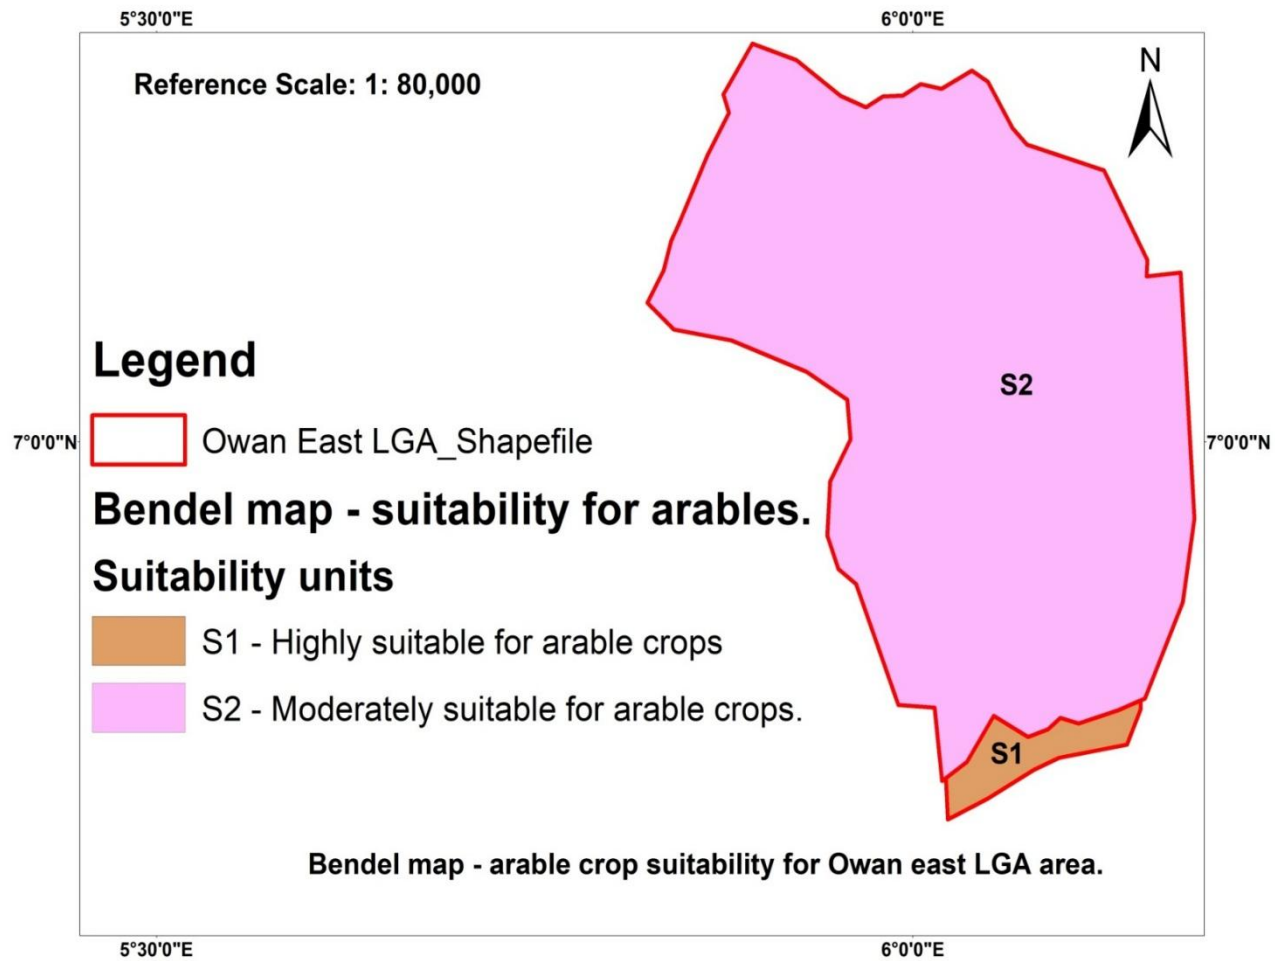 5°30'0"E
6°0'0"E
Reference Scale: 1: 80,000
N
Legend
S2
7°0'0"N
Owan East LGA_Shapefile
7°0'0"N
Bendel map - suitability for arables.
Suitability units
S1 - Highly suitable for arable crops
S2 - Moderately suitable for arable crops.
S1
Bendel map - arable crop suitability for Owan east LGA area.
5°30'0"E
6°0'0"E